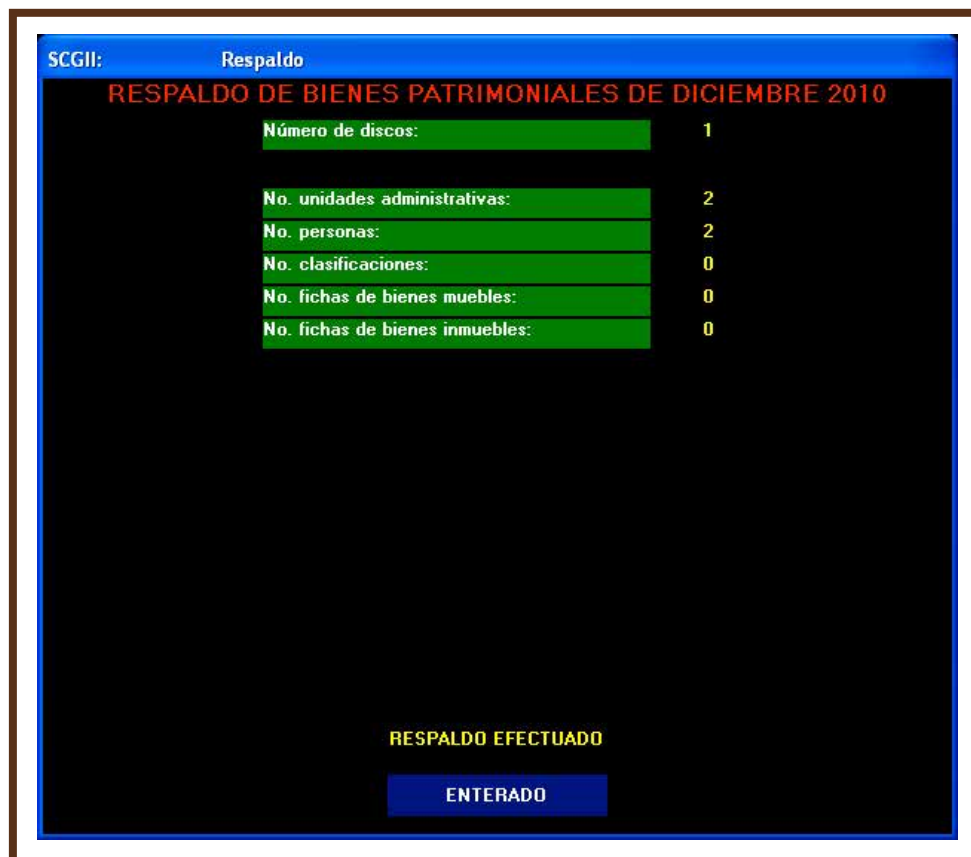 SCGII: Respaldo
RESPALDO DE BIENES PATRIMONIALES DE DICIEMBRE 2010
Número de discos: 1
No. unidades administrativas: 2
No. personas: 2
No. clasificaciones: 0
No. fichas de bienes muebles: 0
No. fichas de bienes inmuebles: 0
RESPALDO EFECTUADO
ENTERADO